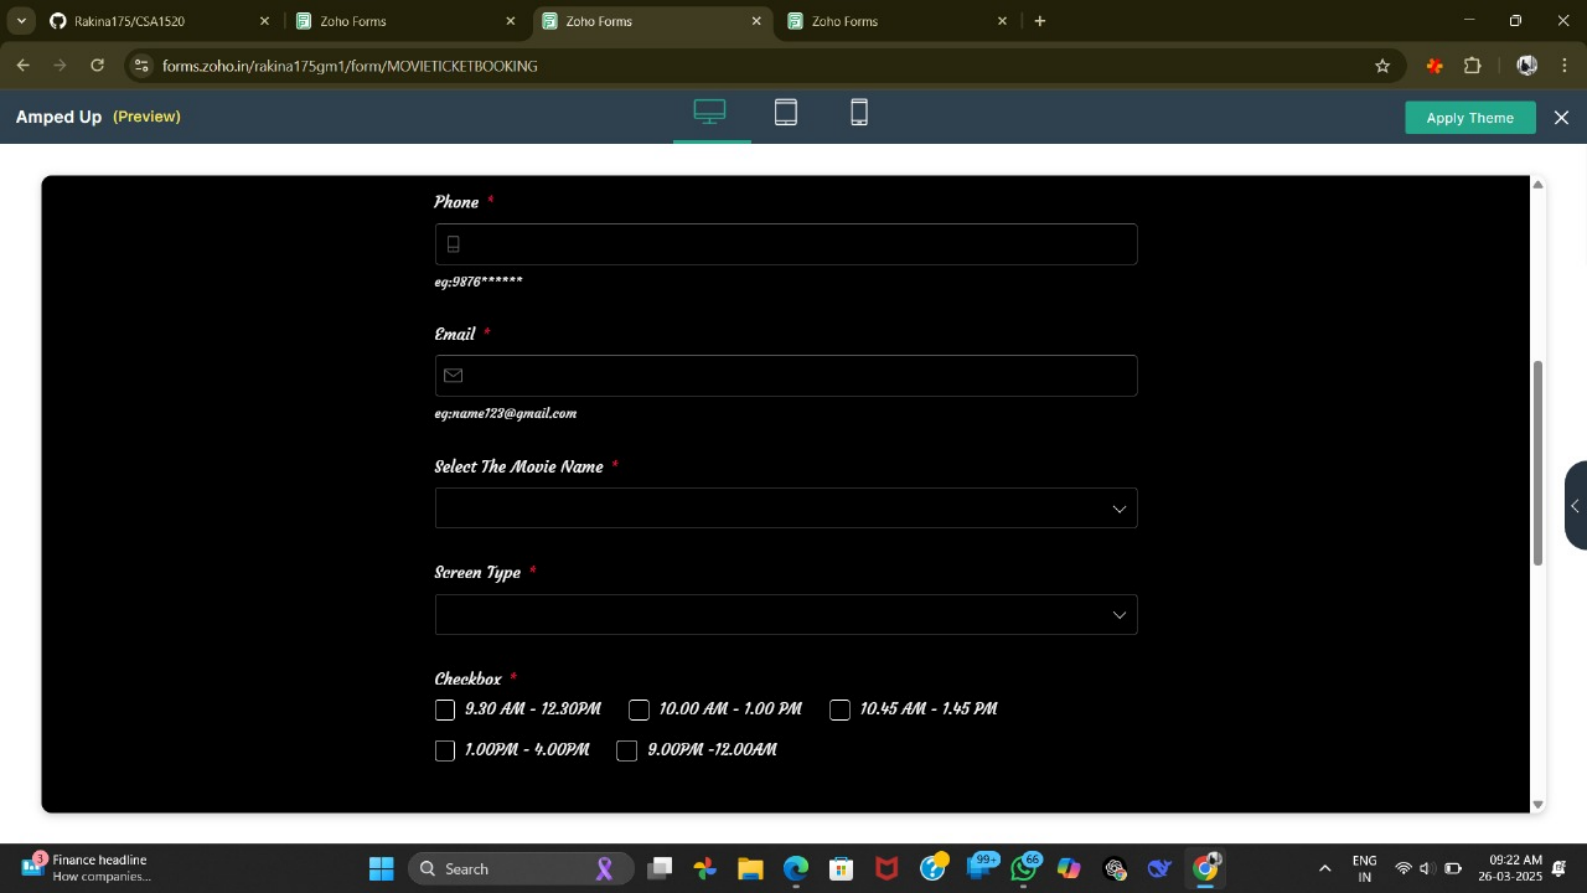 Rakina175/CSA1520
Zoho Forms
Zoho Forms
Zoho Forms
forms.zoho.in/rakina175gm1/form/MOVIETICKETBOOKING
Amped Up (Preview)
Apply Theme
Phone *
eg:9876******
Email *
eg:name123@gmail.com
Select The Movie Name *
Screen Type *
Checkbox *
9.30 AM - 12.30PM 10.00 AM - 1.00 PM 10.45 AM - 1.45 PM
1.00PM - 4.00PM 9.00PM -12.00AM
3
Finance headline
How companies...
Search
99+
66
ENG
IN
09:22 AM
26-03-2025